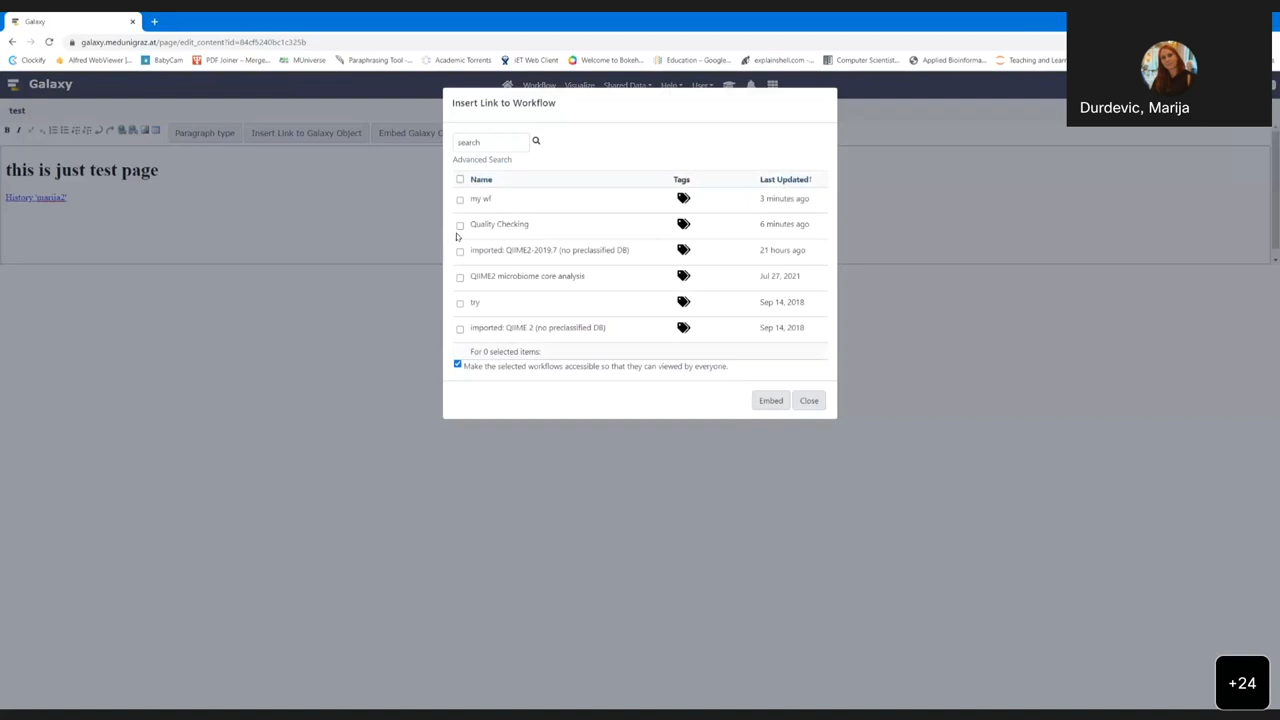 Galaxy
galaxy.medunigraz.at/page/edit_content?id=84cf5240bc1c325b
Clockify
Alfred WebViewer |...
BabyCam
PDF Joiner – Merge...
MUniverse
Paraphrasing Tool -...
Academic Torrents
iET Web Client
Welcome to Bokeh...
Education – Google...
explainshell.com -...
Computer Scientist...
Applied Bioinforma...
Teaching and Learn
Galaxy
Workflow Visualize Shared Data Help User
test
B I Paragraph type Insert Link to Galaxy Object Embed Galaxy O
this is just test page
History 'marija2'
Insert Link to Workflow
search
Advanced Search
Name Tags Last Updated↑
my wf 3 minutes ago
Quality Checking 6 minutes ago
imported: QIIME2-2019.7 (no preclassified DB) 21 hours ago
QIIME2 microbiome core analysis Jul 27, 2021
try Sep 14, 2018
imported: QIIME 2 (no preclassified DB) Sep 14, 2018
For 0 selected items:
Make the selected workflows accessible so that they can viewed by everyone.
Embed Close
Durdevic, Marija
+24